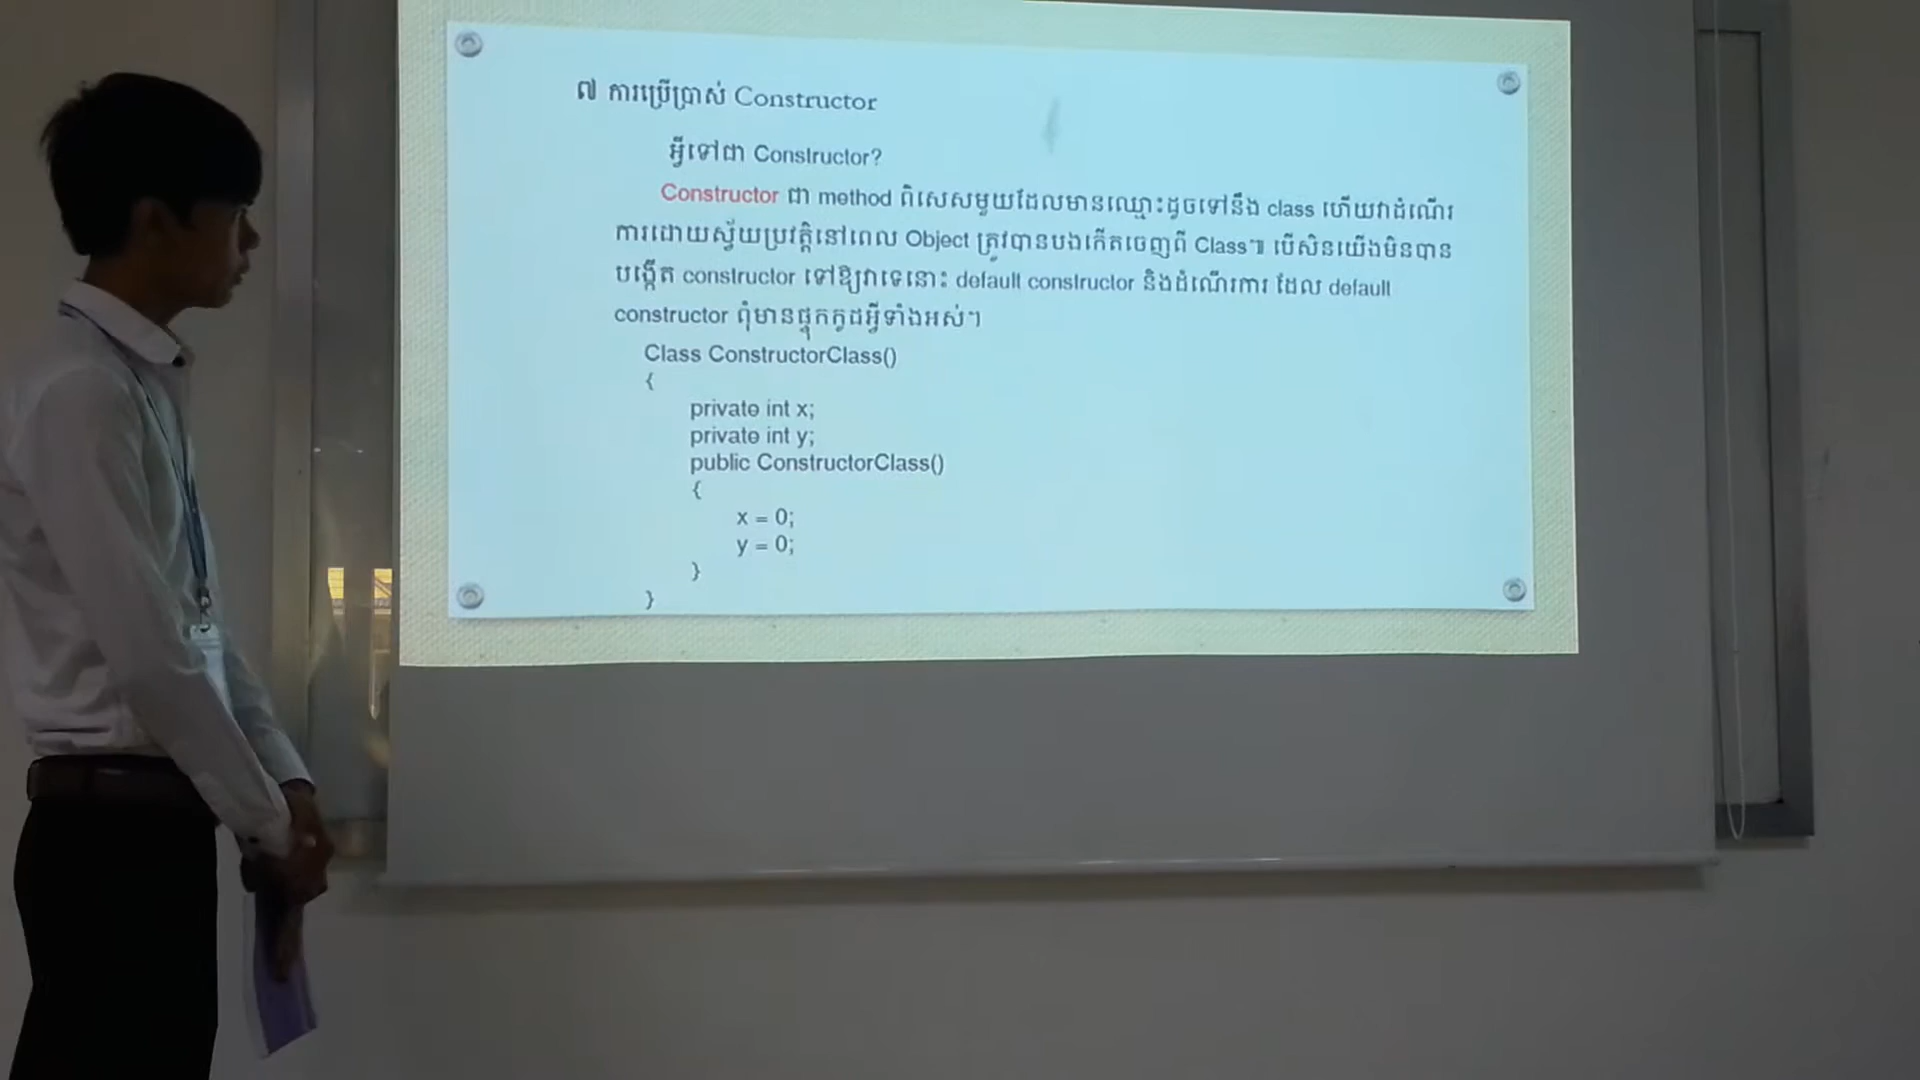 ៧ ការប្រើប្រាស់ Constructor
អ្វីទៅជា Constructor?
Constructor ជា method ពិសេសមួយដែលមានឈ្មោះដូចទៅនឹង class ហើយវាដំណើរ
ការដោយស្វ័យប្រវត្តិនៅពេល Object ត្រូវបានបងកើតចេញពី Class៕ បើសិនយើងមិនបាន
បង្កើត constructor ទៅឱ្យវាទេនោះ default constructor និងដំណើរការ ដែល default
constructor ពុំមានផ្ទុកកូដអ្វីទាំងអស់។
Class ConstructorClass()
{
private int x;
private int y;
public ConstructorClass()
{
x = 0;
y = 0;
}
}